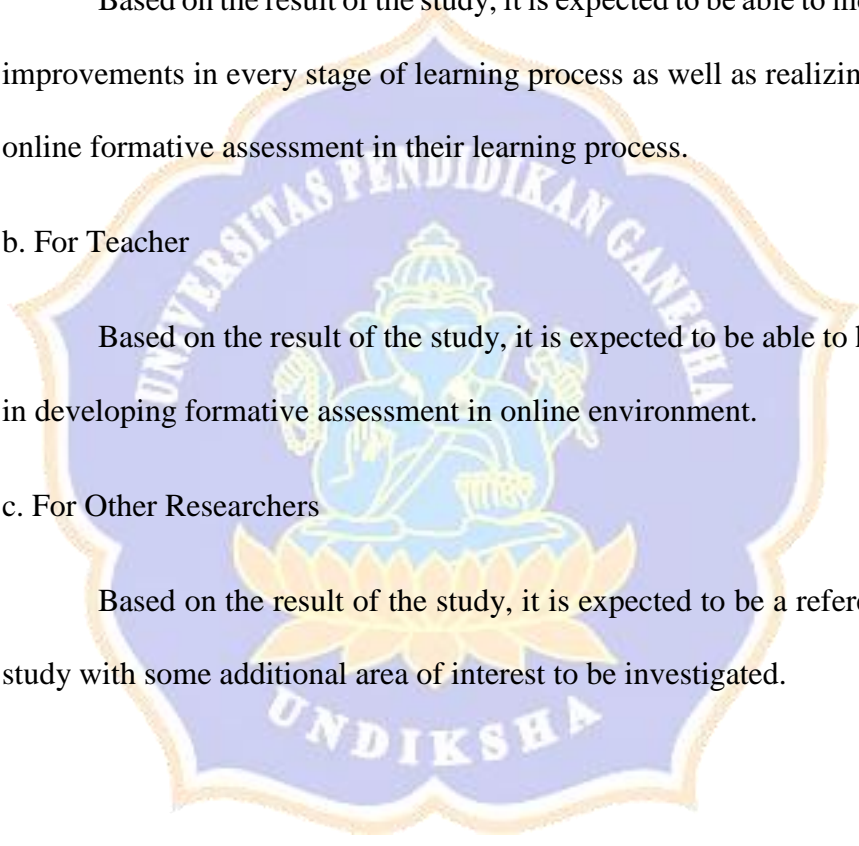 Based on the result of the study, it is expected to be able to
improvements in every stage of learning process as well as
online formative assessment in their learning process.
UNIVERSITAS PENDIDIKAN GANESHA
b. For Teacher
Based on the result of the study, it is expected to be able to
in developing formative assessment in online environment.
c. For Other Researchers
Based on the result of the study, it is expected to be a
study with some additional area of interest to be investigated.
UNDIKSHA